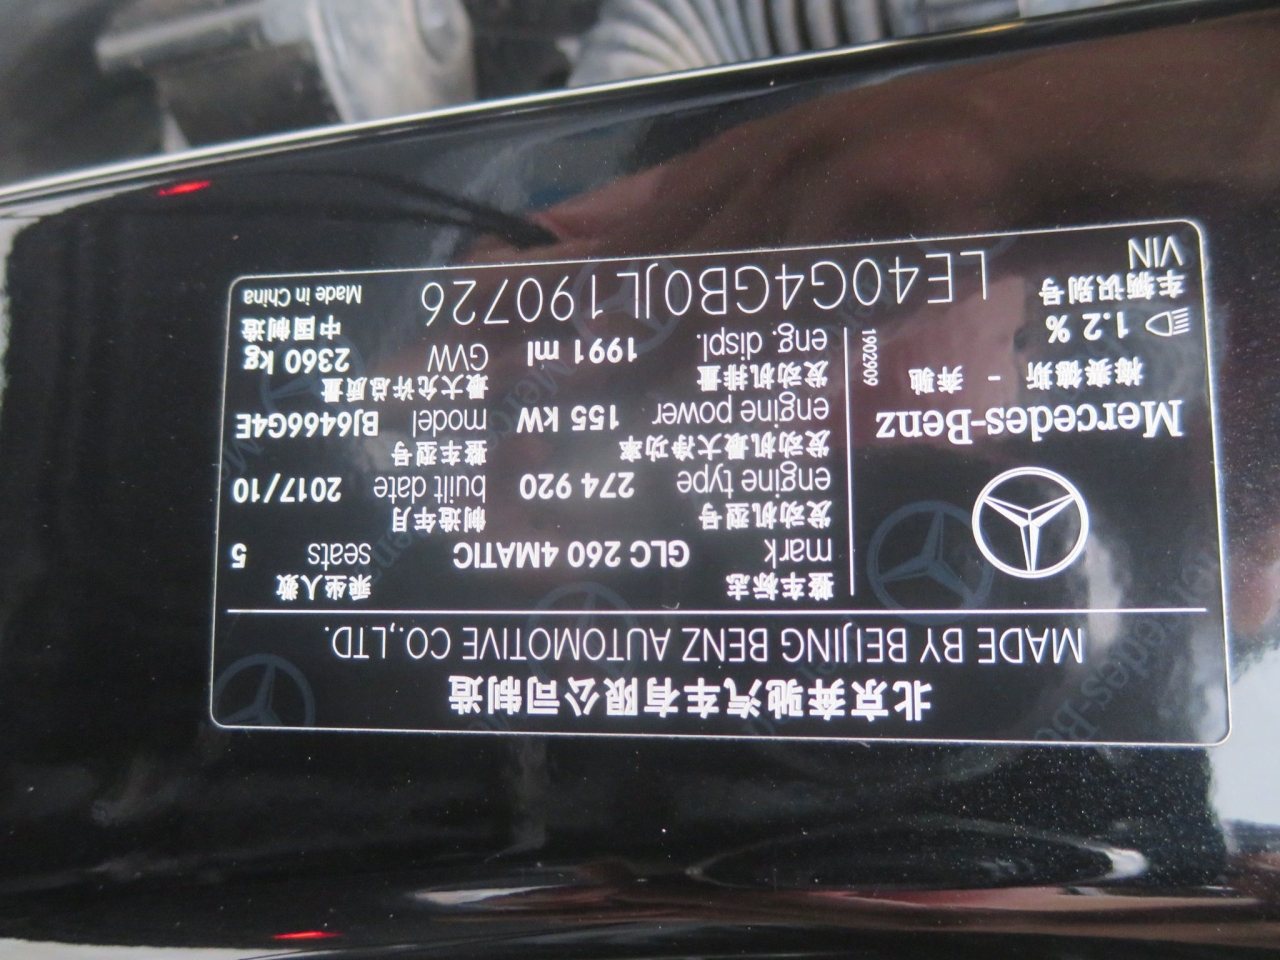 北京奔驰汽车有限公司制造
MADE BY BEIJING BENZ AUTOMOTIVE CO.,LTD.
Mercedes-Benz
梅赛德斯 - 奔驰
1.2 %
1902909
整车标志 乘坐人数
mark GLC 260 4MATIC seats 5
发动机型号 制造年月
engine type 274 920 built date 2017/10
发动机最大净功率 整车型号
engine power 155 kW model BJ6466G4E
发动机排量 最大允许总质量
eng. displ. 1991 ml GVW 2360 kg
车辆识别号 中国制造
VIN LE40G4GB0JL190726 Made in China